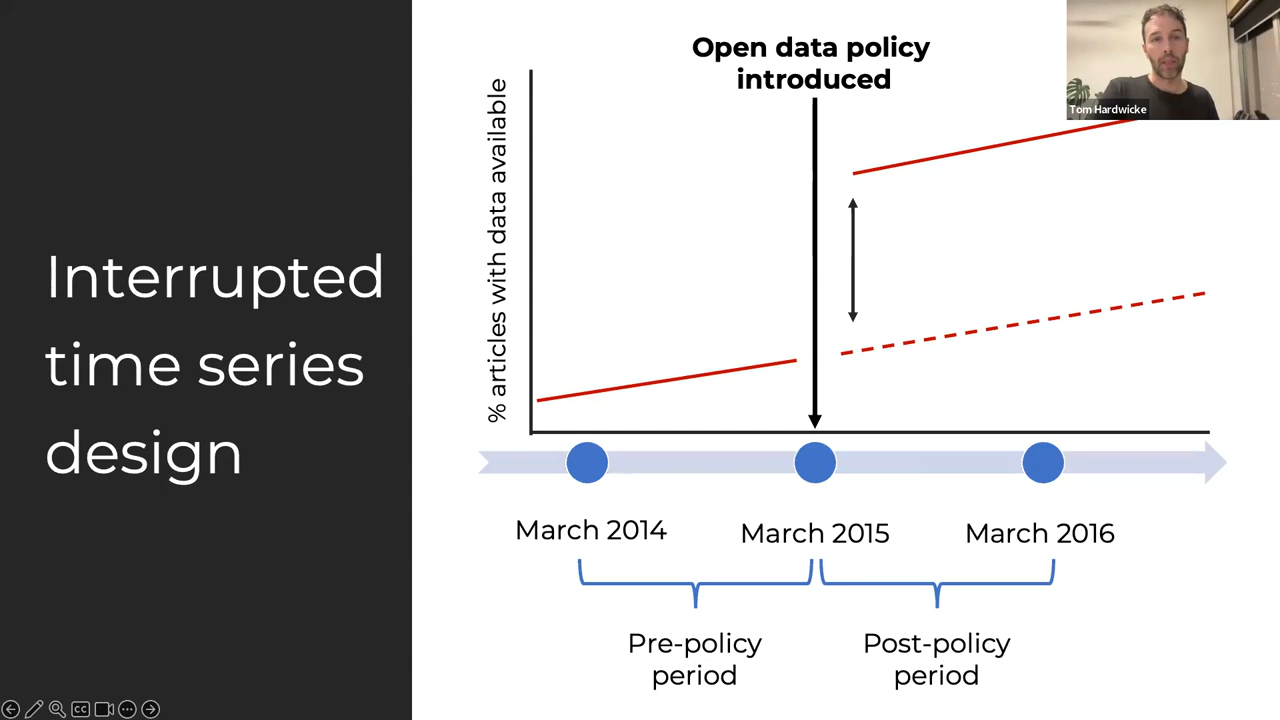 Interrupted
time series
design
Open data policy
introduced
% articles with data available
March 2014
March 2015
March 2016
Pre-policy
period
Post-policy
period
Tom Hardwicke
CC